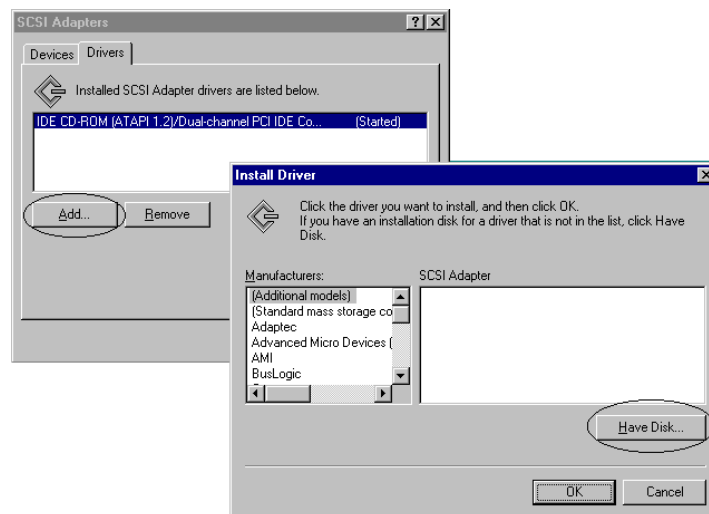 SCSI Adapters
Devices
Drivers
Installed SCSI Adapter drivers are listed below.
IDE CD-ROM (ATAPI 1.2)/Dual-channel PCI IDE Co... (Started)
Add...
Remove
Install Driver
Click the driver you want to install, and then click OK.
If you have an installation disk for a driver that is not in the list, click Have
Disk.
Manufacturers:
SCSI Adapter
(Additional models)
(Standard mass storage co
Adaptec
Advanced Micro Devices (
AMI
BusLogic
Have Disk...
OK
Cancel